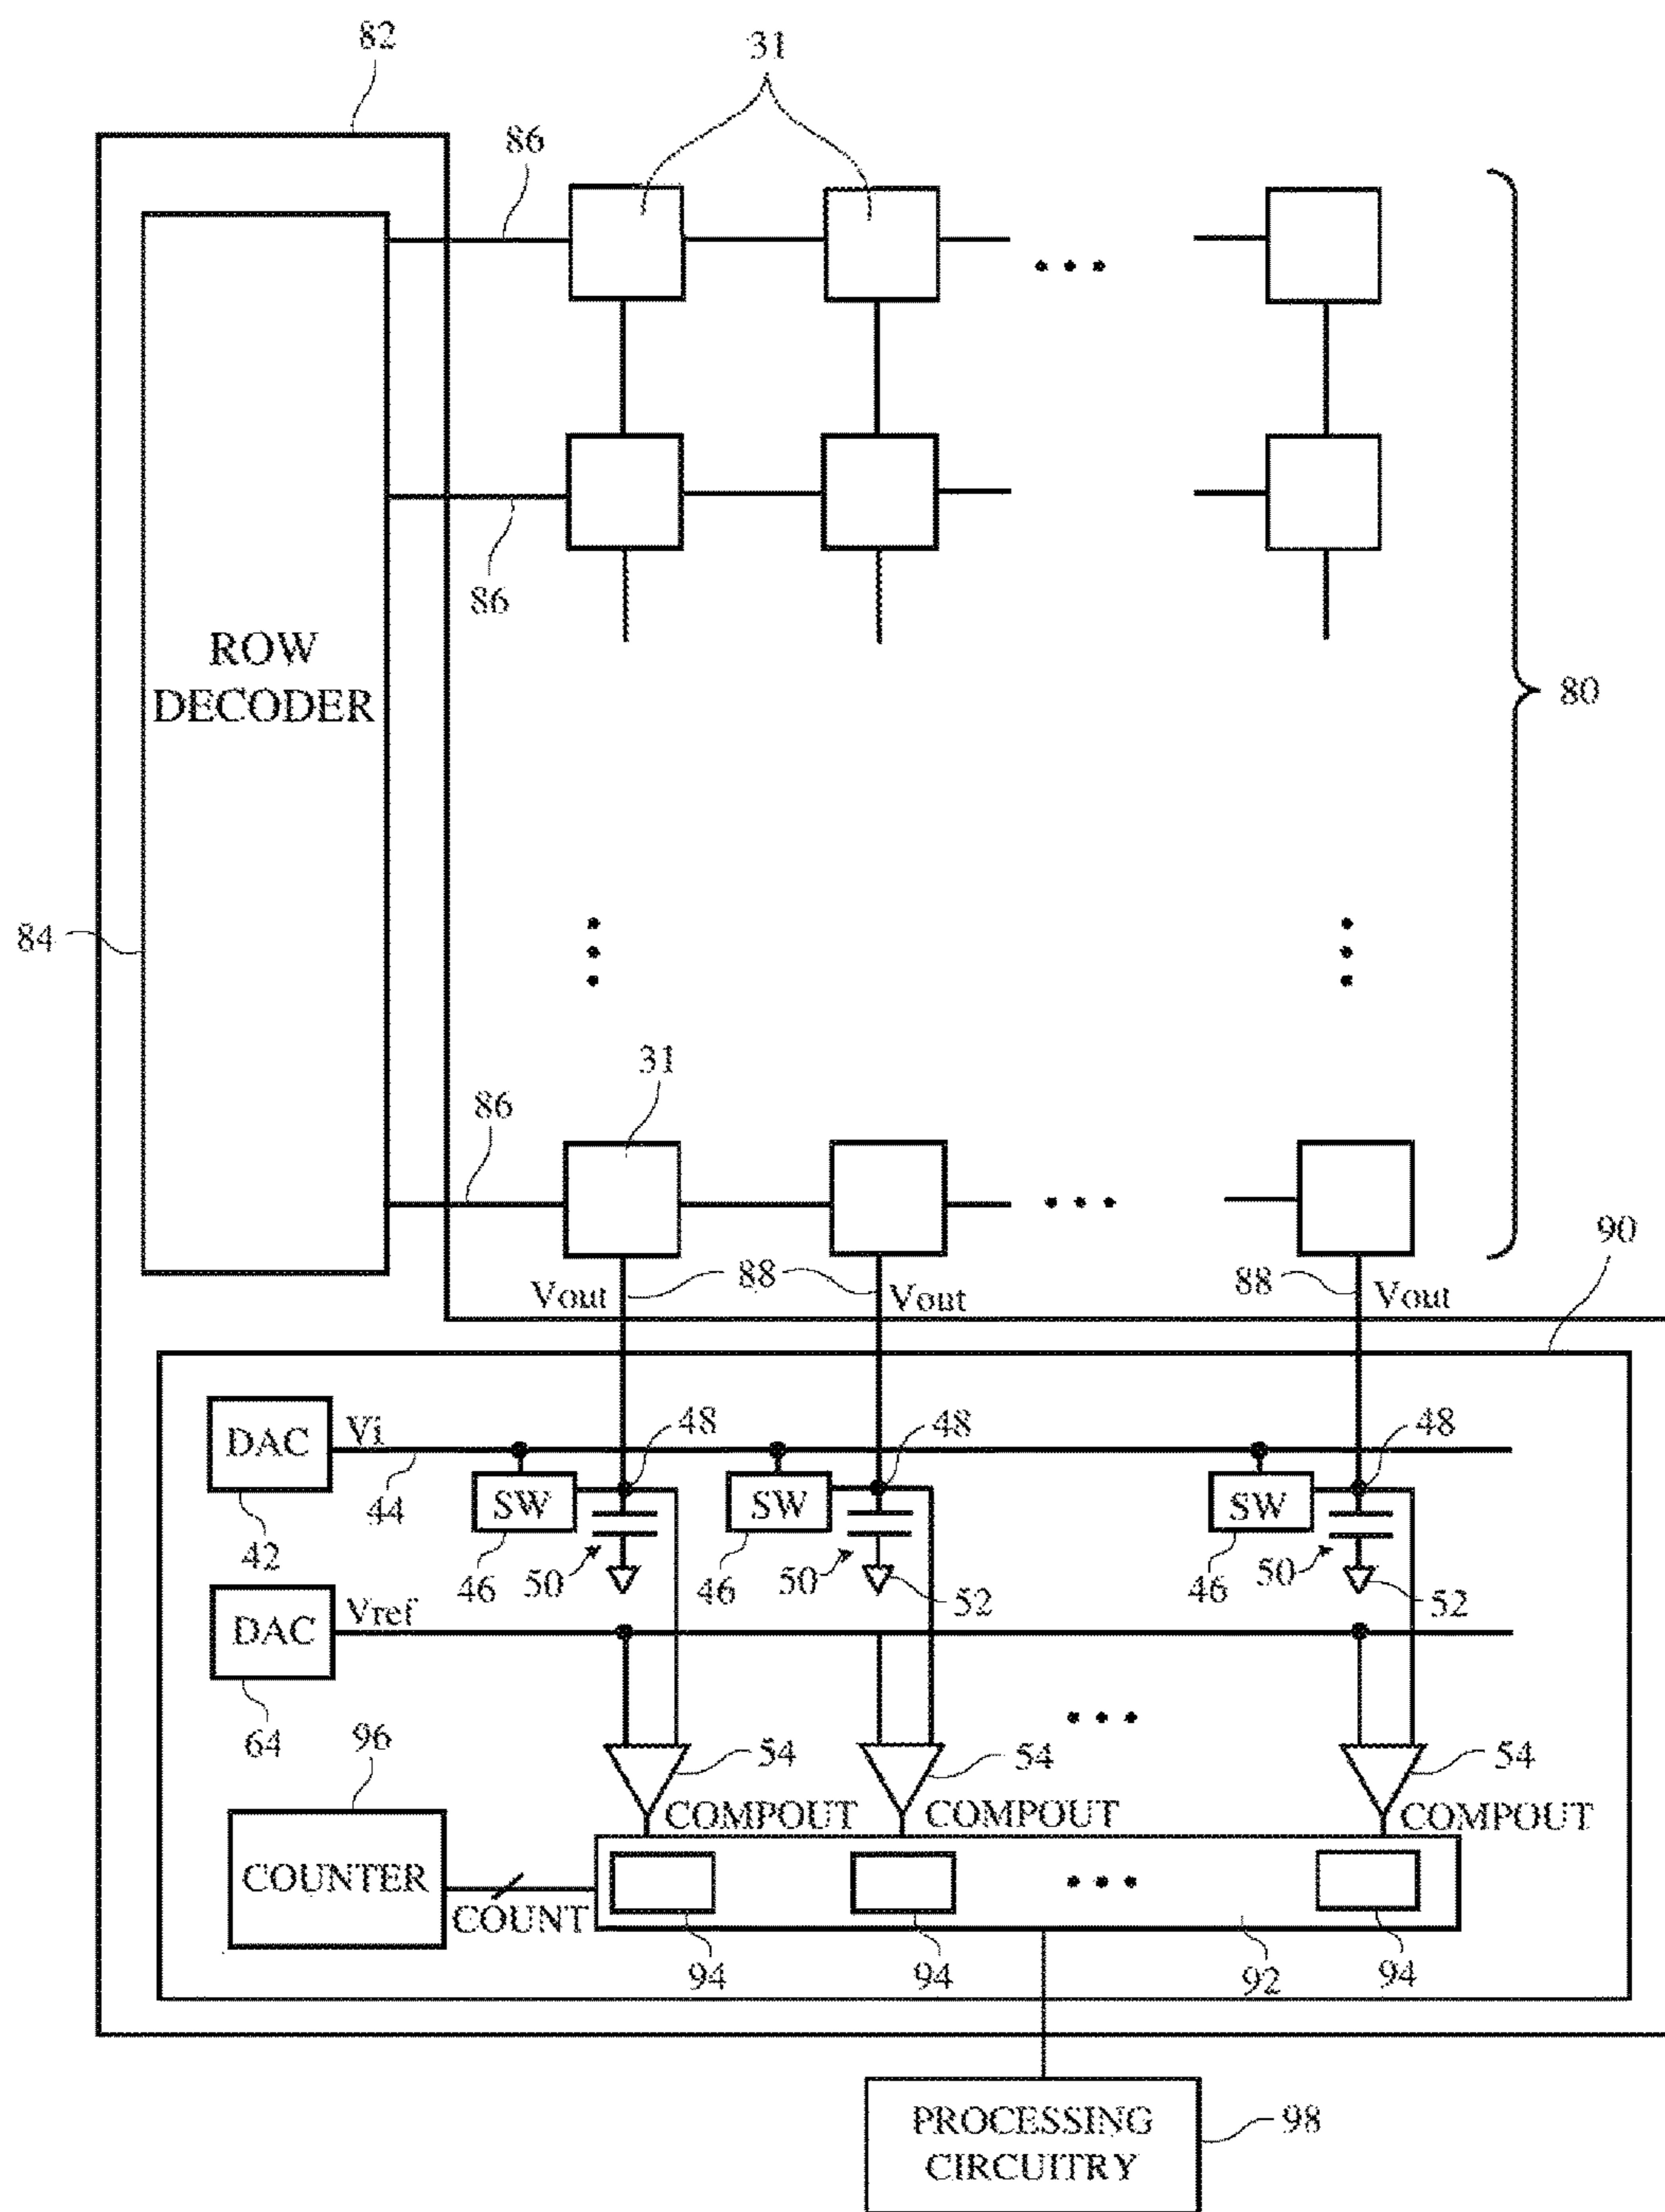 82
31
86
86
ROW
DECODER
80
84
31
86
90
88
88
Vout
Vout
Vout
DAC
Vi
48
48
48
SW
SW
SW
44
42
46
50
46
50
46
50
52
52
DAC
Vref
64
96
54
54
54
COMPOUT
COMPOUT
COMPOUT
COUNTER
COUNT
94
94
92
94
PROCESSING
CIRCUITRY
98